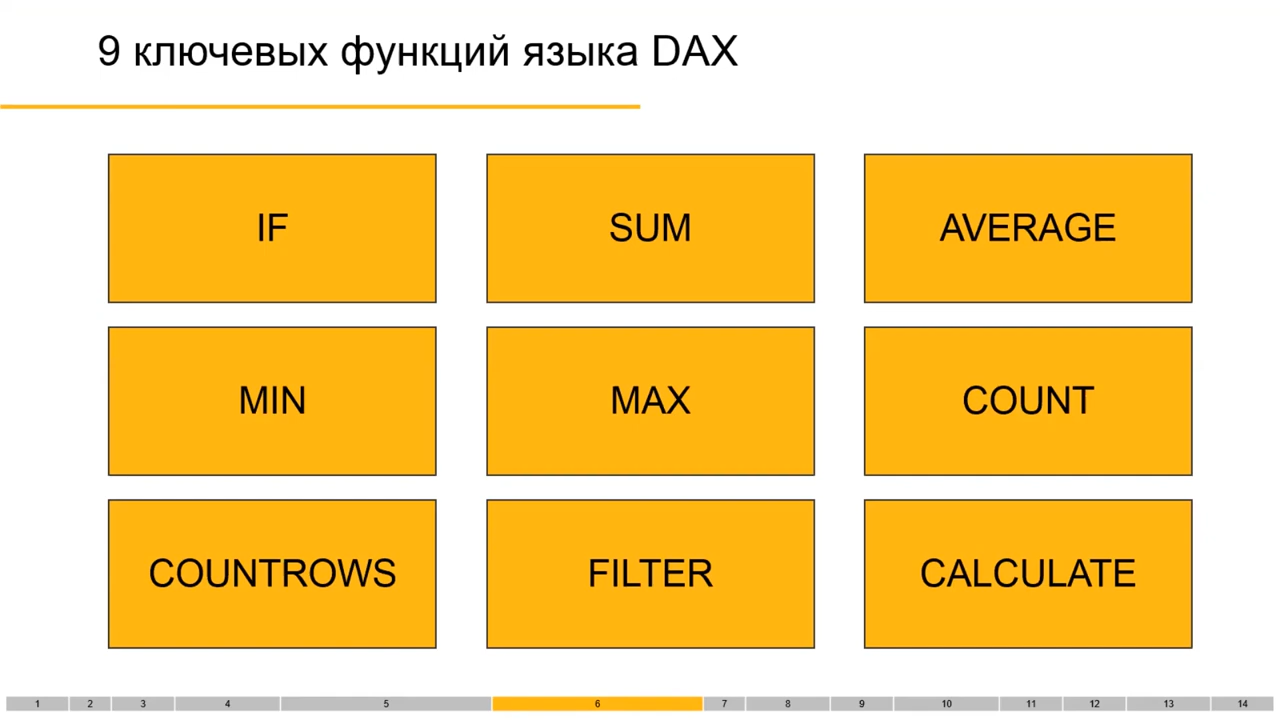 9 ключевых функций языка DAX
IF
SUM
AVERAGE
MIN
MAX
COUNT
COUNTROWS
FILTER
CALCULATE
1 2 3 4 5 6 7 8 9 10 11 12 13 14